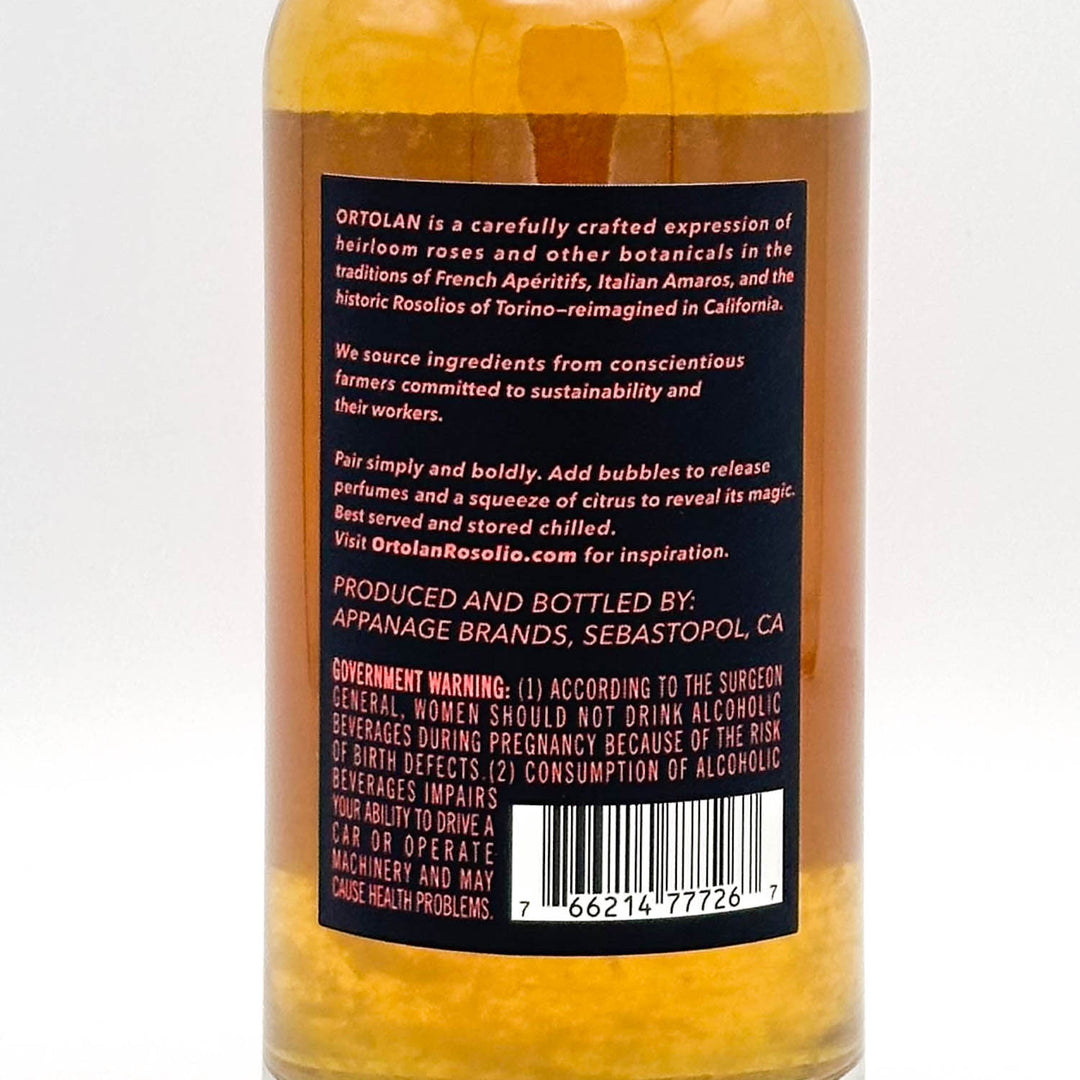 ORTOLAN is a carefully crafted expression of
heirloom roses and other botanicals in the
traditions of French Apéritifs, Italian Amaros, and the
historic Rosolios of Torino—reimagined in California.
We source ingredients from conscientious
farmers committed to sustainability and
their workers.
Pair simply and boldly. Add bubbles to release
perfumes and a squeeze of citrus to reveal its magic.
Best served and stored chilled.
Visit OrtolanRosolio.com for inspiration.
PRODUCED AND BOTTLED BY:
APPANAGE BRANDS, SEBASTOPOL, CA
GOVERNMENT WARNING: (1) ACCORDING TO THE SURGEON
GENERAL, WOMEN SHOULD NOT DRINK ALCOHOLIC
BEVERAGES DURING PREGNANCY BECAUSE OF THE RISK
OF BIRTH DEFECTS.(2) CONSUMPTION OF ALCOHOLIC
BEVERAGES IMPAIRS
YOUR ABILITY TO DRIVE A
CAR OR OPERATE
MACHINERY AND MAY
CAUSE HEALTH PROBLEMS.
7 66214 77726 7